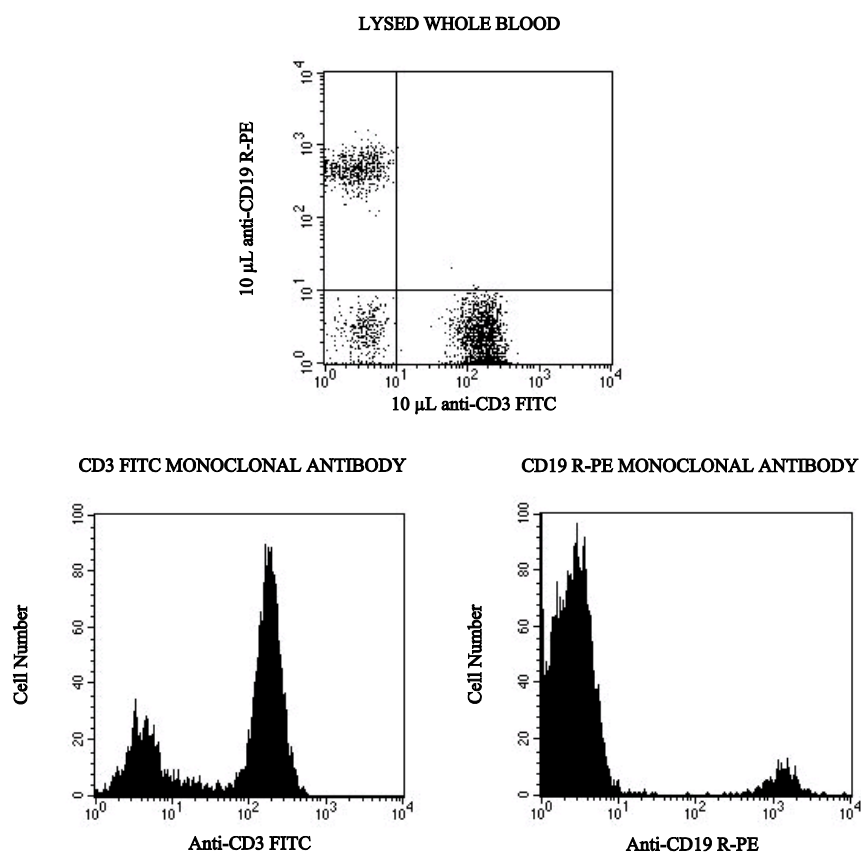 LYSED WHOLE BLOOD
10⁴
10³
10² 
10¹
10⁰
10 µL anti-CD19 R-PE
10⁰ 10¹ 10² 10³ 10⁴
10 µL anti-CD3 FITC
CD3 FITC MONOCLONAL ANTIBODY
100
80
60
40
20
0
Cell Number
10⁰ 10¹ 10² 10³ 10⁴
Anti-CD3 FITC
CD19 R-PE MONOCLONAL ANTIBODY
100
80
60
40
20
0
Cell Number
10⁰ 10¹ 10² 10³ 10⁴
Anti-CD19 R-PE